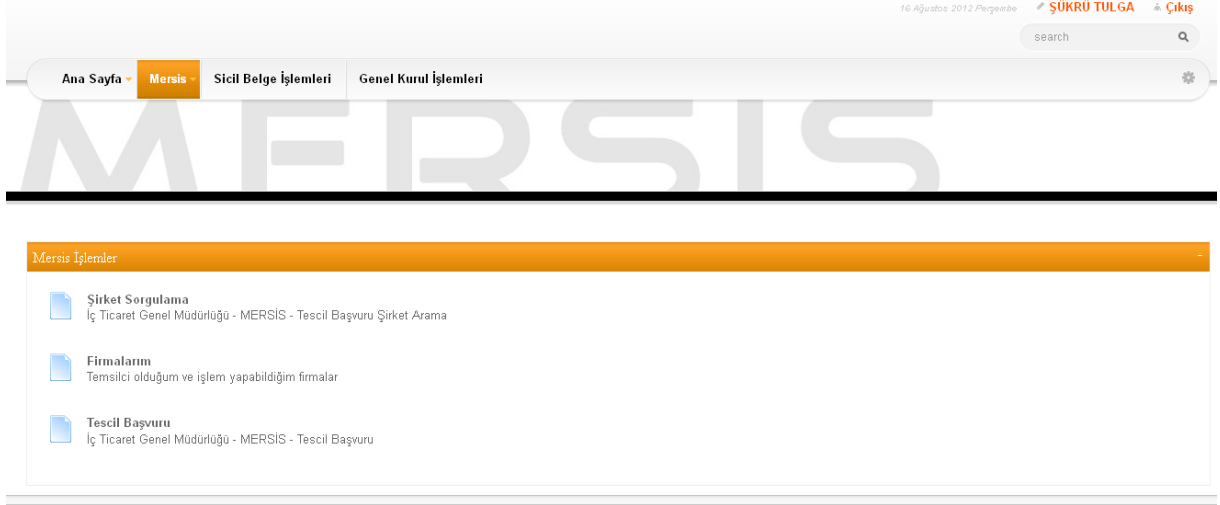 16 Ağustos 2012 Perşembe ŞÜKRÜ TULGA Çıkış
search
Ana Sayfa Mersis Sicil Belge İşlemleri Genel Kurul İşlemleri
MERSIS
Mersis İşlemler -
Şirket Sorgulama
İç Ticaret Genel Müdürlüğü - MERSİS - Tescil Başvuru Şirket Arama
Firmalarım
Temsilci olduğum ve işlem yapabildiğim firmalar
Tescil Başvuru
İç Ticaret Genel Müdürlüğü - MERSİS - Tescil Başvuru